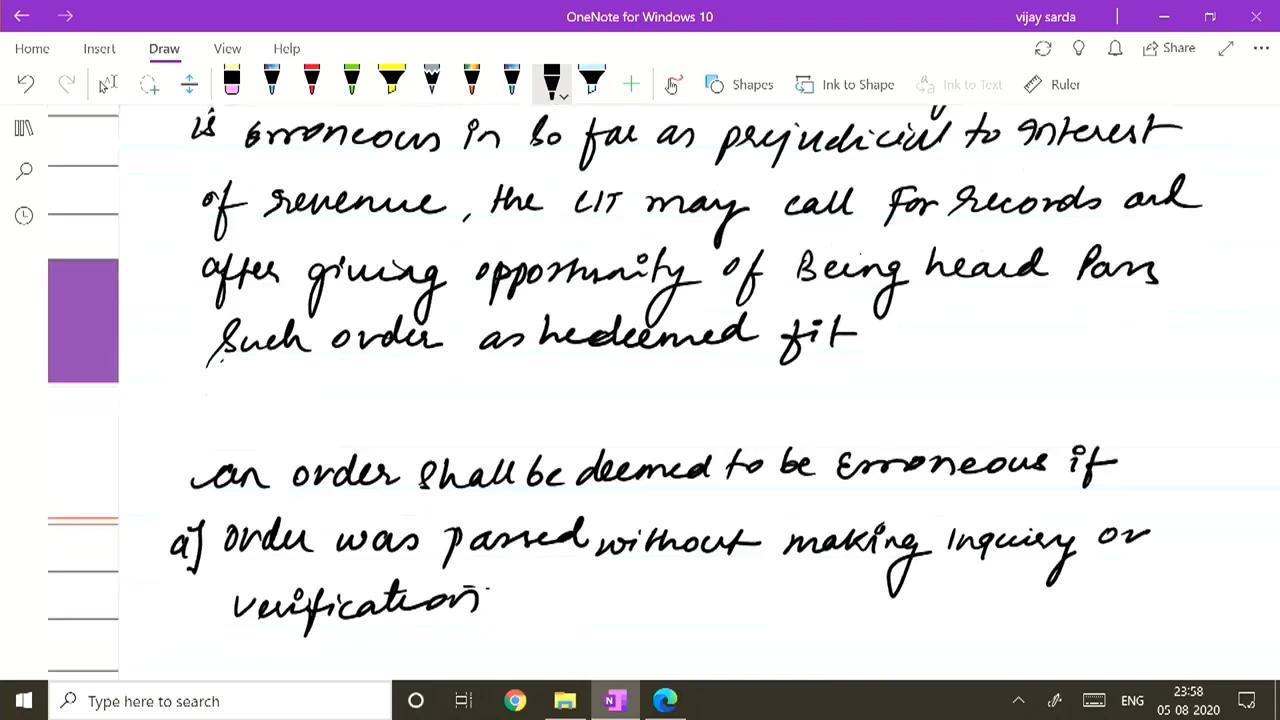 OneNote for Windows 10
vijay sarda
Home Insert Draw View Help
Share
Shapes Ink to Shape Ink to Text Ruler
is Erroneous in so far as prejudicial to interest
of revenue, the CIT may call for records and
after giving opportunity of Being heard Pass
Such order as he deemed fit
an order shall be deemed to be Erroneous if
a) order was passed without making inquiry or
verification
Type here to search
ENG
23:58
05-08-2020